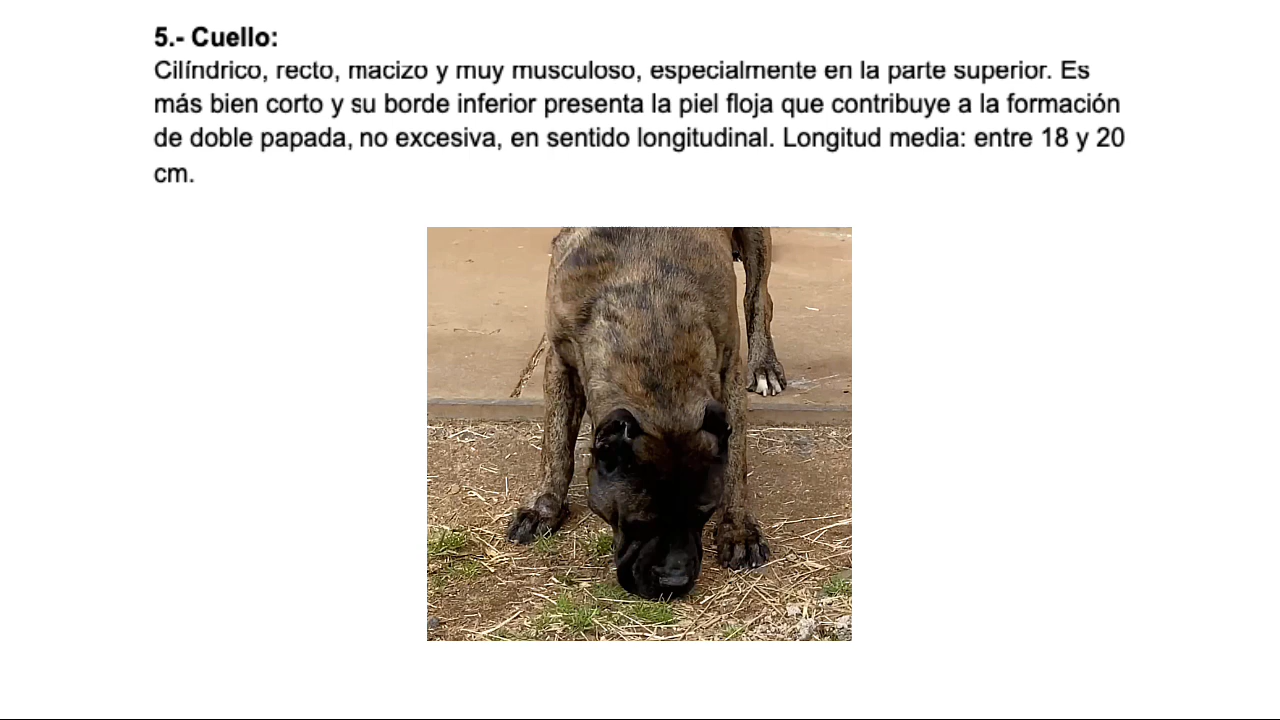 5.- Cuello:
Cilíndrico, recto, macizo y muy musculoso, especialmente en la parte superior. Es
más bien corto y su borde inferior presenta la piel floja que contribuye a la formación
de doble papada, no excesiva, en sentido longitudinal. Longitud media: entre 18 y 20
cm.